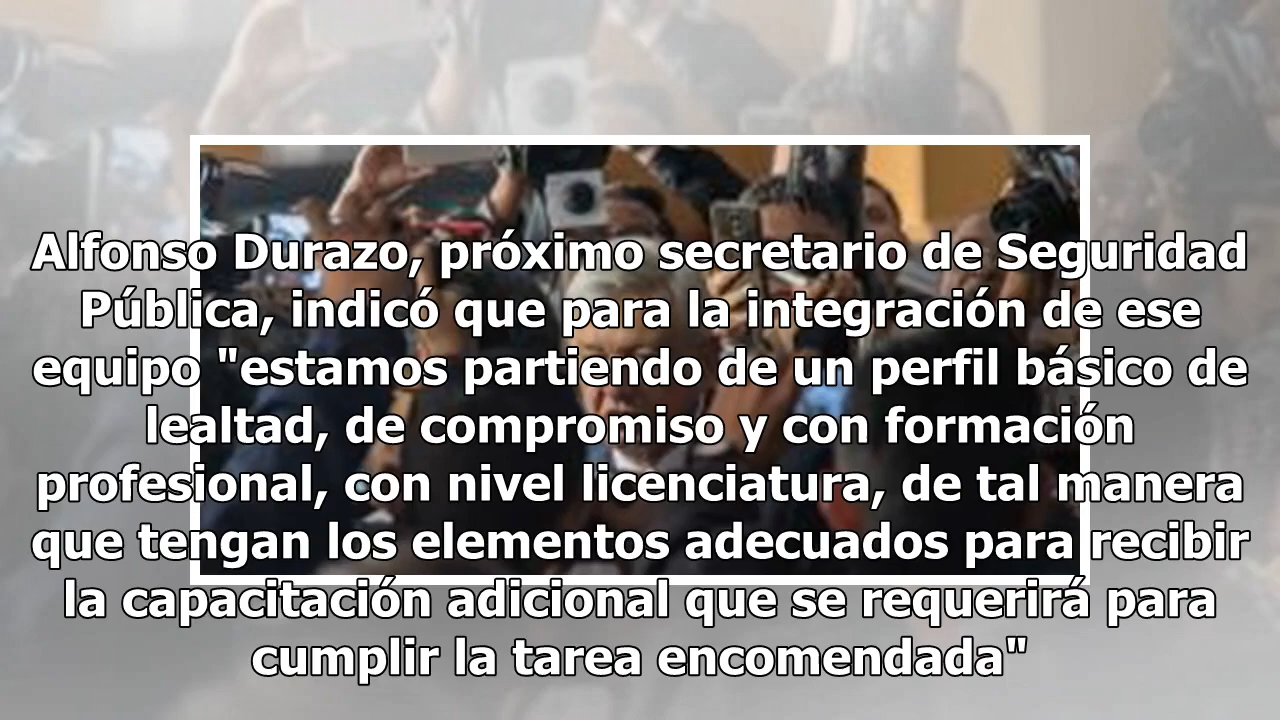 Alfonso Durazo, próximo secretario de Seguridad
Pública, indicó que para la integración de ese
equipo "estamos partiendo de un perfil básico de
lealtad, de compromiso y con formación
profesional, con nivel licenciatura, de tal manera
que tengan los elementos adecuados para recibir
la capacitación adicional que se requerirá para
cumplir la tarea encomendada"